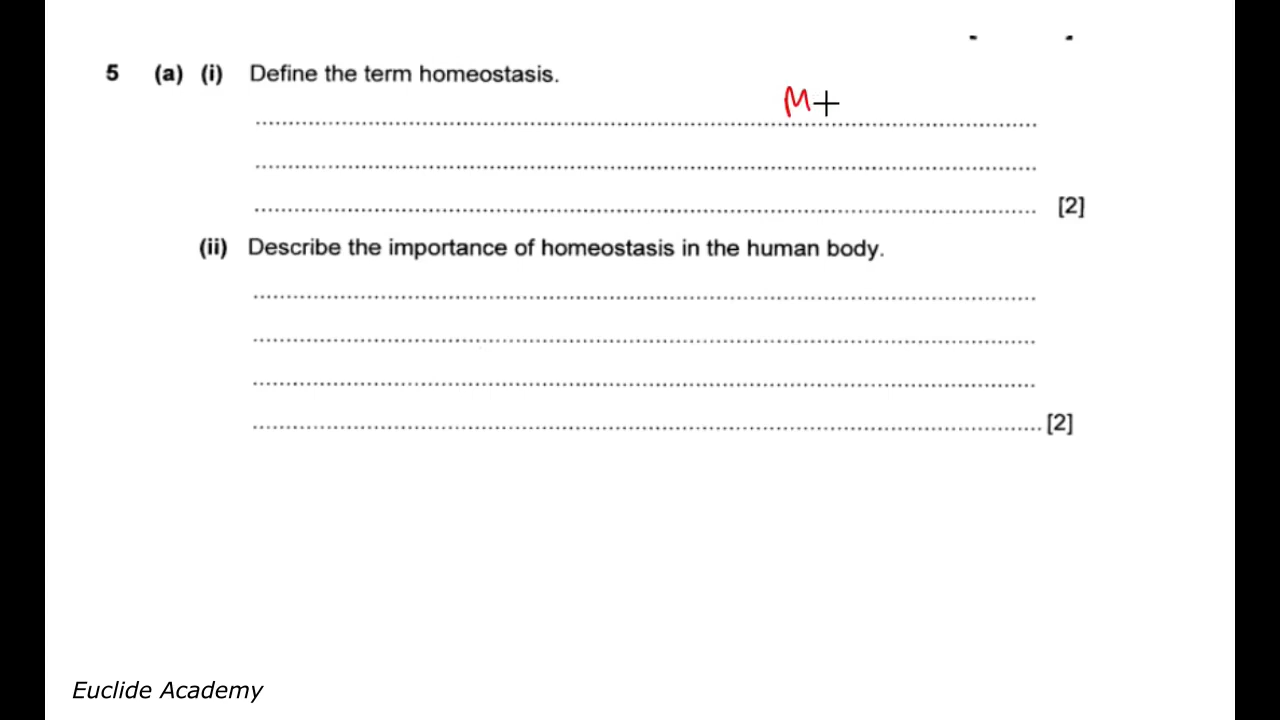 5 (a) (i) Define the term homeostasis.
M
[2]
(ii) Describe the importance of homeostasis in the human body.
[2]
Euclide Academy